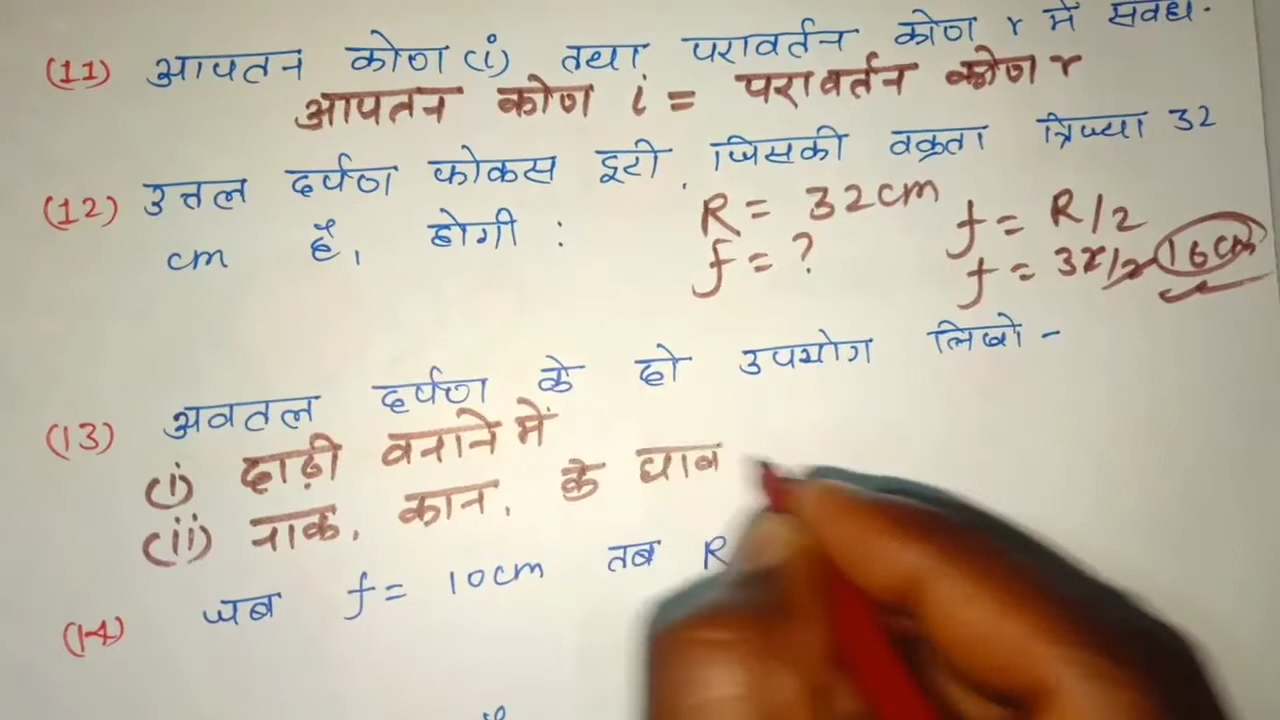 (11) आपतन कोण (i) तथा परावर्तन कोण r में संबंध.
आपतन कोण i = परावर्तन कोण r
(12) उत्तल दर्पण फोकस दूरी, जिसकी वक्रता त्रिज्या 32
cm है, होगी :
R = 32cm
f = ?
f = R/2
f = 32/2 16cm
(13) अवतल दर्पण के दो उपयोग लिखो -
(i) दाढ़ी बनाने में
(ii) नाक, कान, के घाव
(14) जब f = 10cm तब R